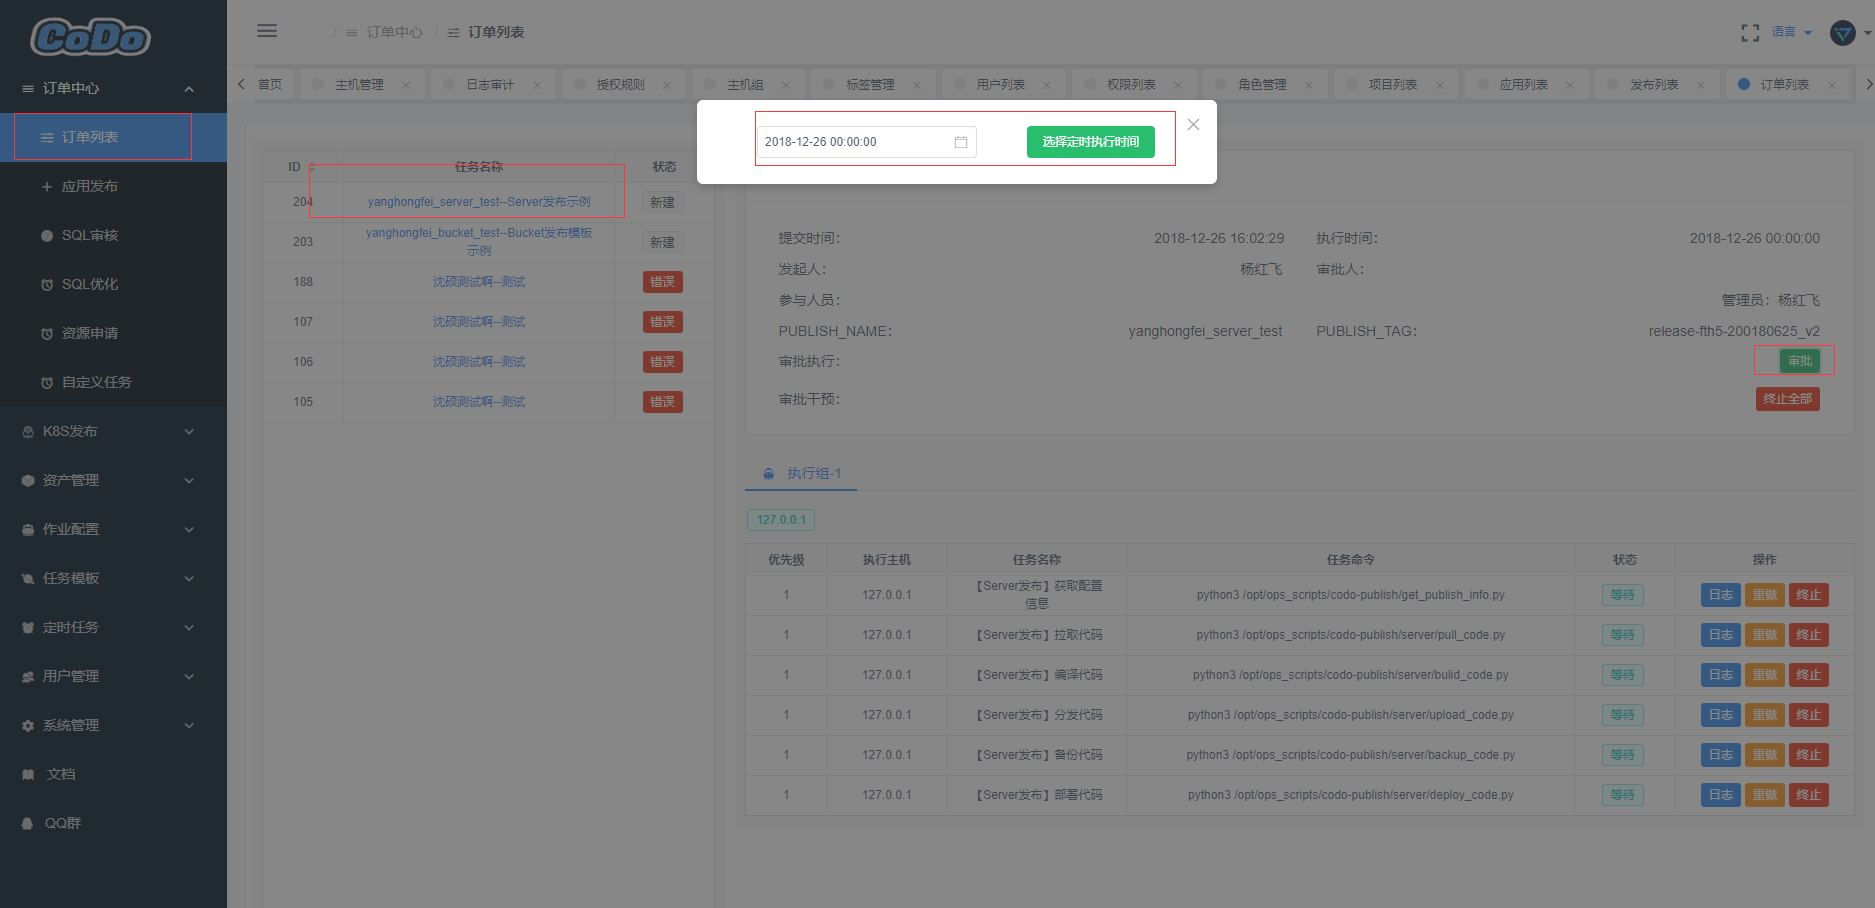 CoDo
订单中心
订单列表
应用发布
SQL审核
SQL优化
资源申请
自定义任务
K8S发布
资产管理
作业配置
任务模板
定时任务
用户管理
系统管理
文档
QQ群
/ 订单中心 / 订单列表
语言
首页 主机管理 日志审计 授权规则 主机组 标签管理 用户列表 权限列表 角色管理 项目列表 应用列表 发布列表 订单列表
2018-12-26 00:00:00 选择定时执行时间
ID 任务名称 状态
204 yanghongfei_server_test--Server发布示例 新建
203 yanghongfei_bucket_test--Bucket发布模板
示例 新建
188 沈硕测试啊--测试 错误
107 沈硕测试啊--测试 错误
106 沈硕测试啊--测试 错误
105 沈硕测试啊--测试 错误
提交时间： 2018-12-26 16:02:29 执行时间： 2018-12-26 00:00:00
发起人： 杨红飞 审批人：
参与人员： 管理员：杨红飞
PUBLISH_NAME： yanghongfei_server_test PUBLISH_TAG： release-fth5-200180625_v2
审批执行： 审批
审批干预： 终止全部
执行组-1
127.0.0.1
优先级 执行主机 任务名称 任务命令 状态 操作
1 127.0.0.1 【Server发布】获取配置
信息 python3 /opt/ops_scripts/codo-publish/get_publish_info.py 等待 日志 重做 终止
1 127.0.0.1 【Server发布】拉取代码 python3 /opt/ops_scripts/codo-publish/server/pull_code.py 等待 日志 重做 终止
1 127.0.0.1 【Server发布】编译代码 python3 /opt/ops_scripts/codo-publish/server/bulid_code.py 等待 日志 重做 终止
1 127.0.0.1 【Server发布】分发代码 python3 /opt/ops_scripts/codo-publish/server/upload_code.py 等待 日志 重做 终止
1 127.0.0.1 【Server发布】备份代码 python3 /opt/ops_scripts/codo-publish/server/backup_code.py 等待 日志 重做 终止
1 127.0.0.1 【Server发布】部署代码 python3 /opt/ops_scripts/codo-publish/server/deploy_code.py 等待 日志 重做 终止